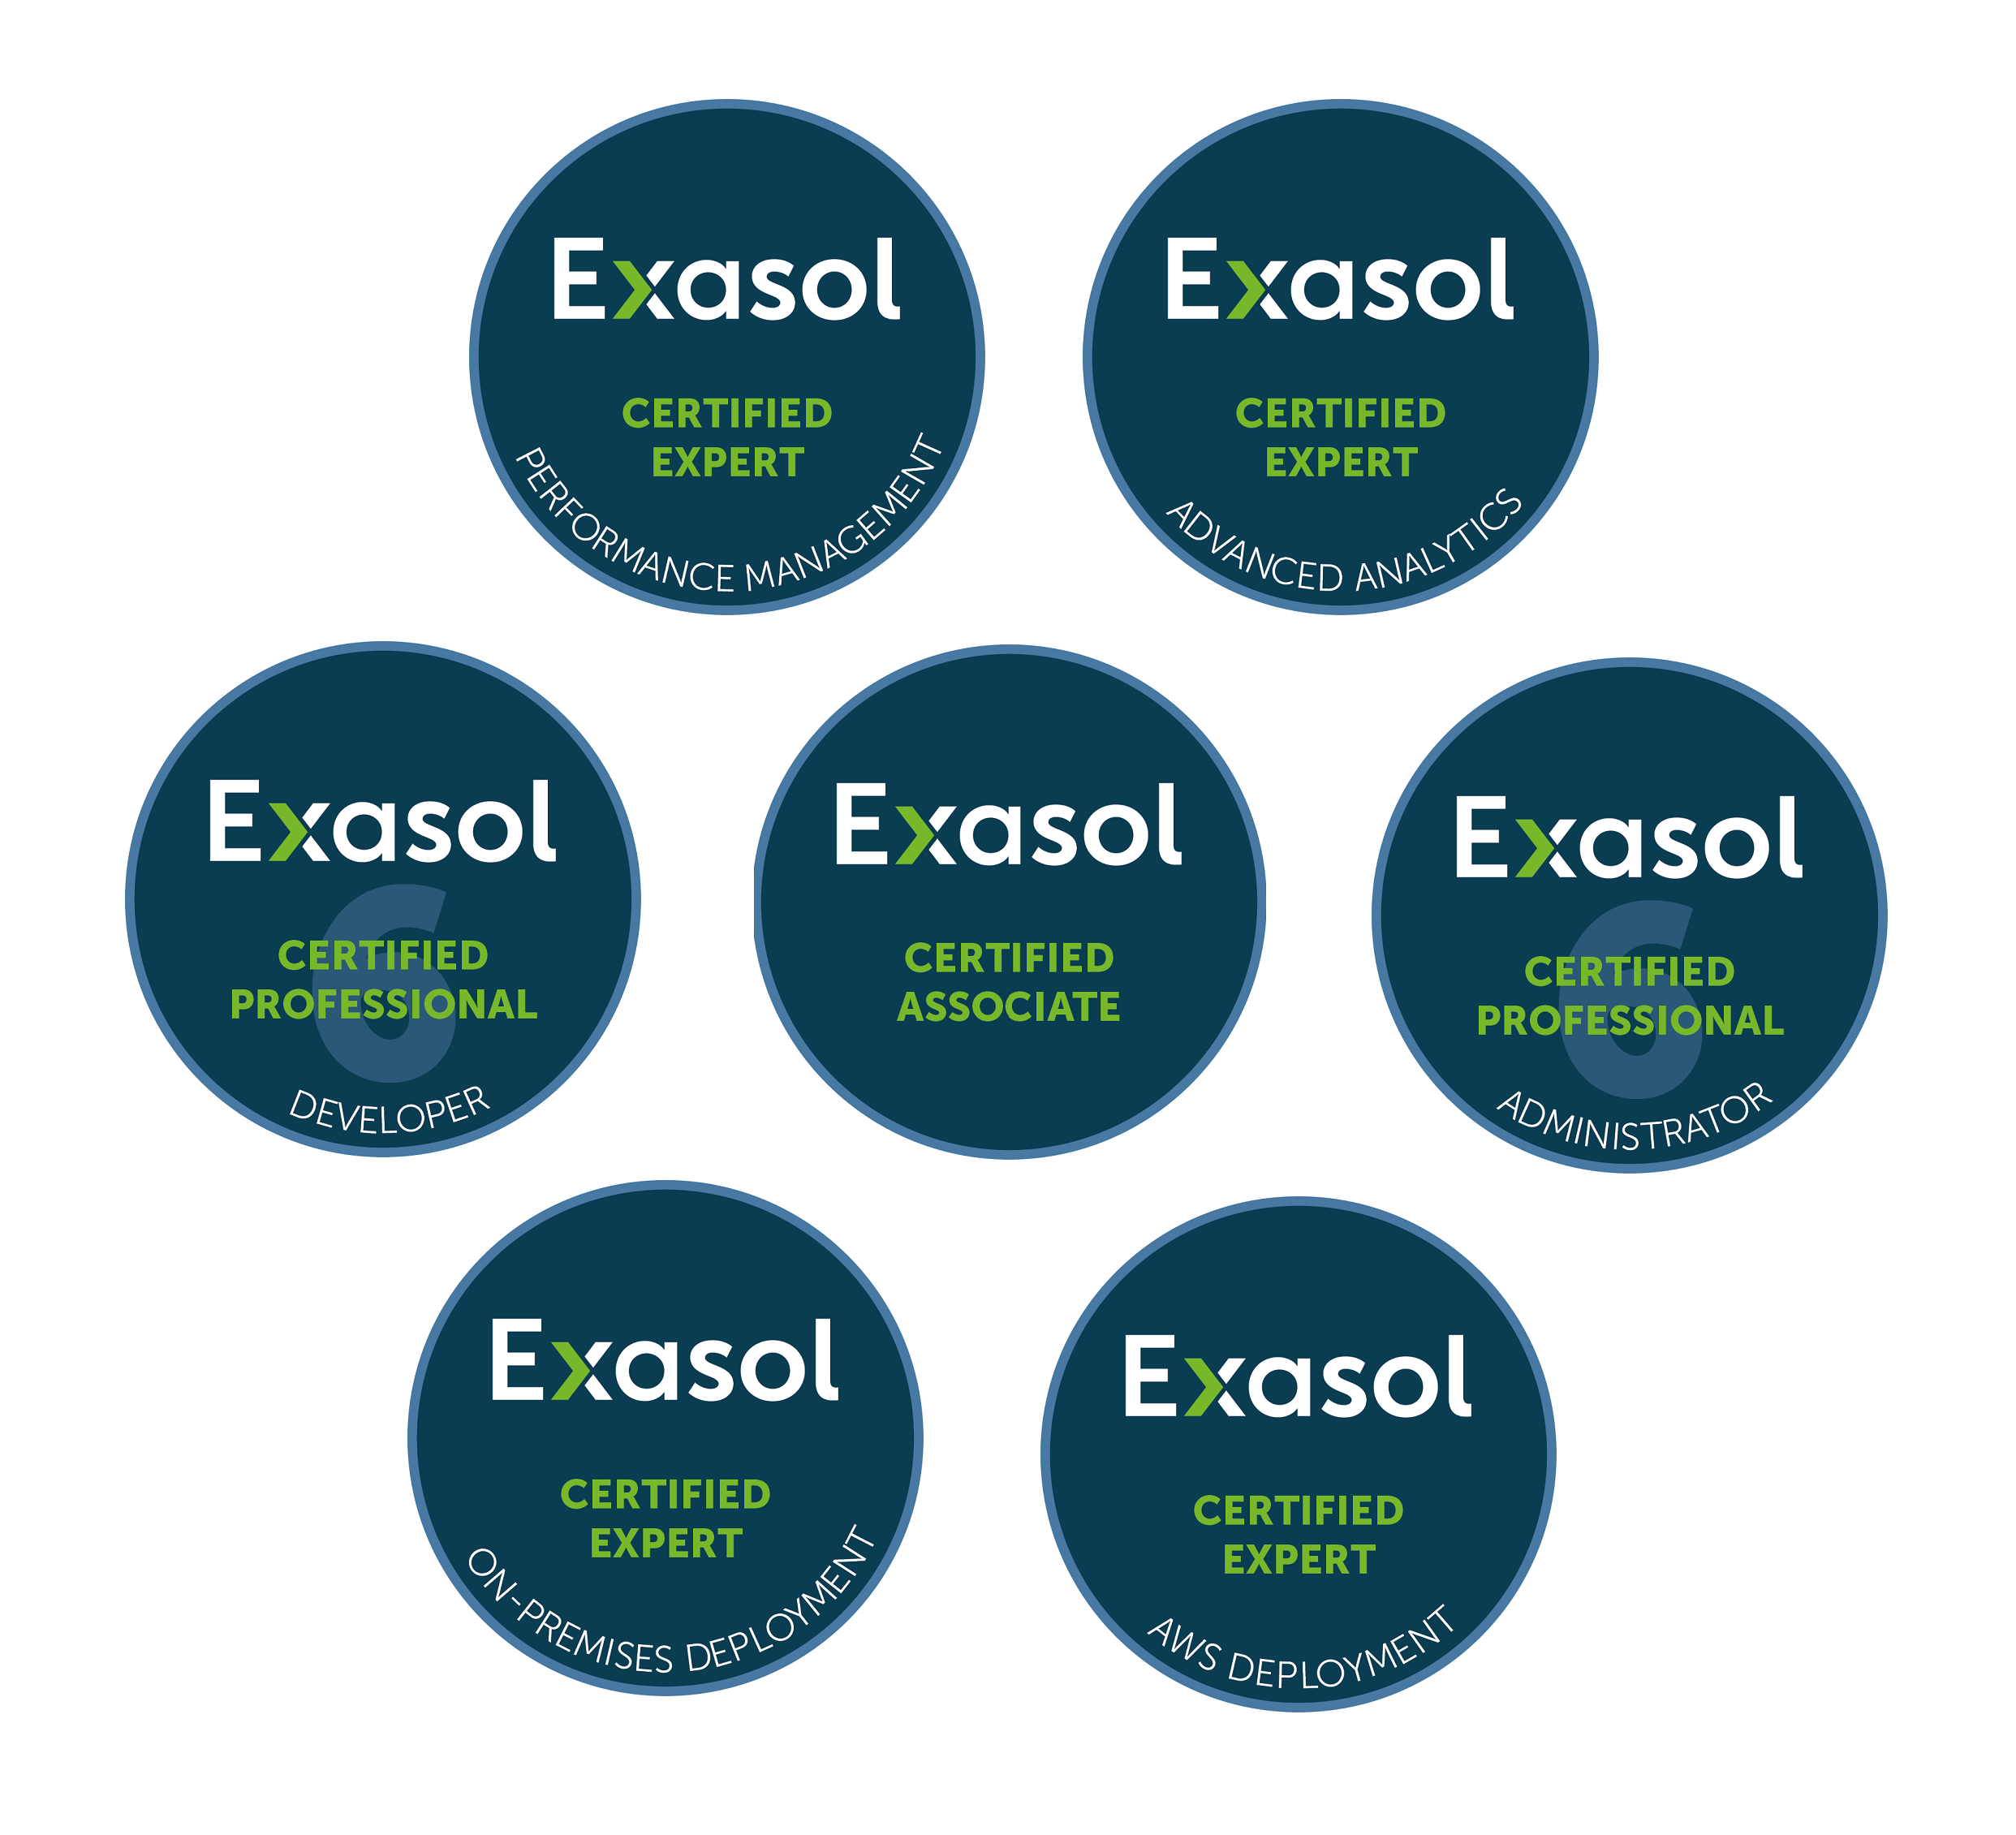 Exasol
CERTIFIED
EXPERT
PERFORMANCE MANAGEMENT
Exasol
CERTIFIED
EXPERT
ADVANCED ANALYTICS
Exasol
6
CERTIFIED
PROFESSIONAL
DEVELOPER
Exasol
CERTIFIED
ASSOCIATE
Exasol
6
CERTIFIED
PROFESSIONAL
ADMINISTRATOR
Exasol
CERTIFIED
EXPERT
ON-PREMISES DEPLOYMENT
Exasol
CERTIFIED
EXPERT
AWS DEPLOYMENT